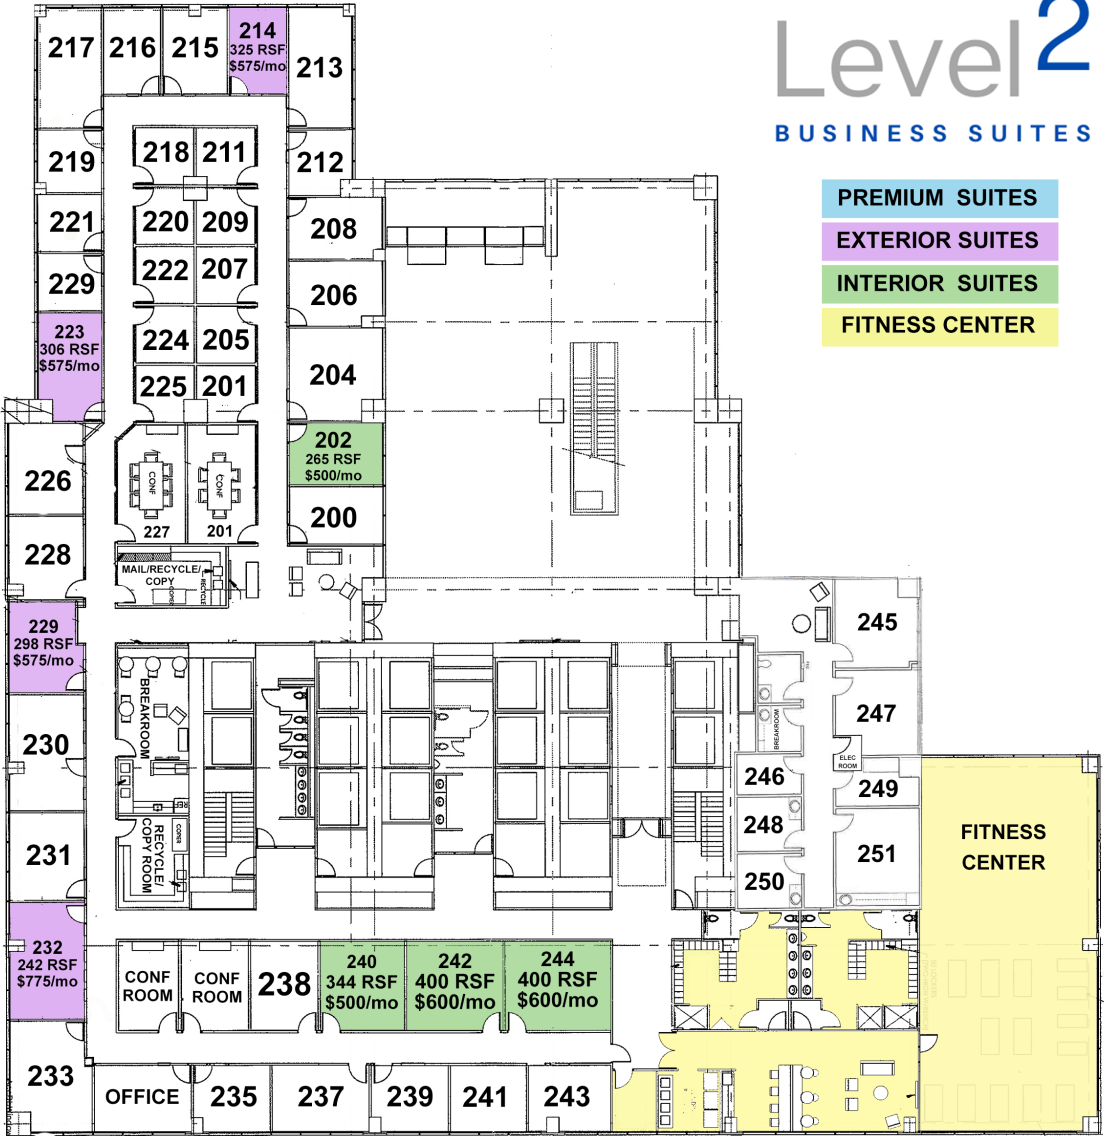 Level 2
BUSINESS SUITES
PREMIUM SUITES
EXTERIOR SUITES
INTERIOR SUITES
FITNESS CENTER
217
216
215
214
325 RSF
$575/mo
213
219
218
211
212
221
220
209
208
229
222
207
206
223
306 RSF
$575/mo
224
205
204
225
201
202
265 RSF
$500/mo
226
CONF
227
CONF
201
200
228
MAIL/RECYCLE/
COPY
COPIER
RECYCLE
229
298 RSF
$575/mo
245
BREAKROOM
230
247
BREAKROOM
ELEC
ROOM
246
249
231
RECYCLE/
COPY ROOM
COPIER
248
251
250
FITNESS
CENTER
232
242 RSF
$775/mo
CONF
ROOM
CONF
ROOM
238
240
344 RSF
$500/mo
242
400 RSF
$600/mo
244
400 RSF
$600/mo
233
OFFICE
235
237
239
241
243